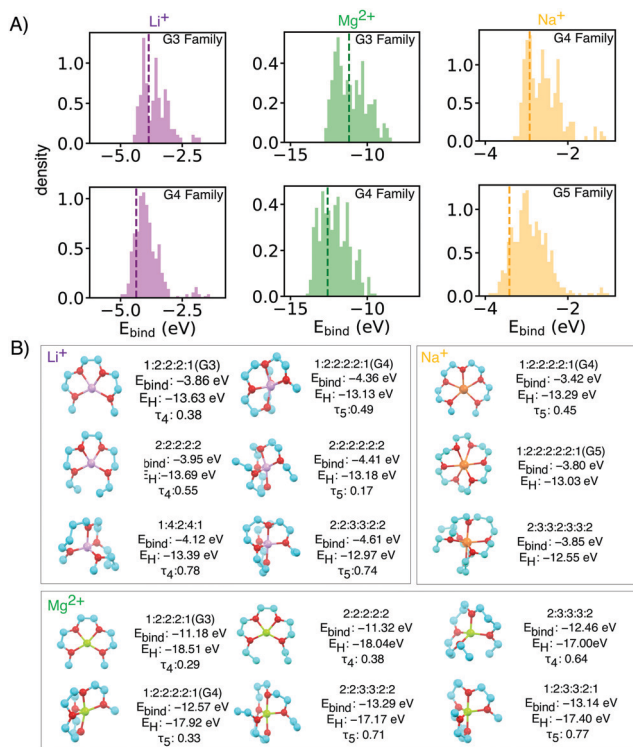 A)
Li+
Mg2+
Na+
G3 Family
G3 Family
G4 Family
1.0
0.5
0.0
−5.0
−2.5
0.4
0.2
0.0
−15
−10
1.0
0.5
0.0
−4
−2
density
G4 Family
G4 Family
G5 Family
1.0
0.5
0.0
−5.0
−2.5
0.4
0.2
0.0
−15
−10
1.0
0.5
0.0
−4
−2
Ebind (eV)
Ebind (eV)
Ebind (eV)
B)
Li+
1:2:2:2:1(G3)
Ebind: −3.86 eV
EH: −13.63 eV
τ4: 0.38
1:2:2:2:2:1(G4)
Ebind: −4.36 eV
EH: −13.13 eV
τ5: 0.49
2:2:2:2:2
bind: −3.95 eV
EH: −13.69 eV
τ4:0.55
2:2:2:2:2:2
Ebind: −4.41 eV
EH: −13.18 eV
τ5: 0.17
1:4:2:4:1
Ebind: −4.12 eV
EH: −13.39 eV
τ4: 0.78
2:2:3:3:2:2
Ebind: −4.61 eV
EH: −12.97 eV
τ5: 0.74
Na+
1:2:2:2:2:1(G4)
Ebind: −3.42 eV
EH: −13.29 eV
τ5: 0.45
1:2:2:2:2:2:1(G5)
Ebind: −3.80 eV
EH: −13.03 eV
2:3:3:2:3:3:2
Ebind: −3.85 eV
EH: −12.55 eV
Mg2+
1:2:2:2:1(G3)
Ebind: −11.18 eV
EH: −18.51 eV
τ4:0.29
2:2:2:2:2
Ebind: −11.32 eV
EH: −18.04eV
τ4: 0.38
2:3:3:3:2
Ebind: −12.46 eV
EH: −17.00eV
τ4: 0.64
1:2:2:2:2:1(G4)
Ebind: −12.57 eV
EH: −17.92 eV
τ5: 0.33
2:2:3:3:2:2
Ebind: −13.29 eV
EH: −17.17 eV
τ5: 0.71
1:2:3:3:2:1
Ebind: −13.14 eV
EH: −17.40 eV
τ5: 0.77